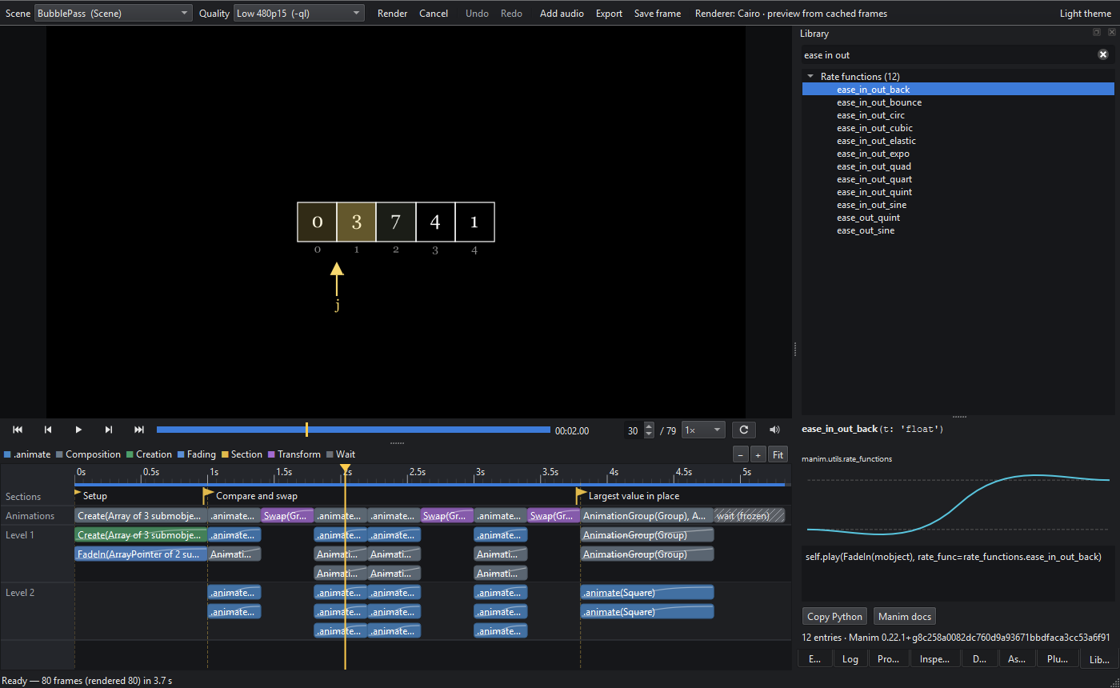 Scene BubblePass (Scene) Quality Low 480p15 (-ql) Render Cancel Undo Redo Add audio Export Save frame Renderer: Cairo · preview from cached frames Light theme
Library
ease in out
Rate functions (12)
ease_in_out_back
ease_in_out_bounce
ease_in_out_circ
ease_in_out_cubic
ease_in_out_elastic
ease_in_out_expo
ease_in_out_quad
ease_in_out_quart
ease_in_out_quint
ease_in_out_sine
ease_out_quint
ease_out_sine
0 3 7 4 1
0 1 2 3 4
j
00:02.00 30 / 79 1×
.animate Composition Creation Fading Section Transform Wait − + Fit
0s 0.5s 1s 1.5s 2s 2.5s 3s 3.5s 4s 4.5s 5s
Sections Setup Compare and swap Largest value in place
Animations Create(Array of 3 submobje... .animate... Swap(Gr... .animate... .animate... Swap(Gr... .animate... Swap(Gr... AnimationGroup(Group), A... wait (frozen)
Level 1 Create(Array of 3 submobje... .animate... .animate... .animate... .animate... AnimationGroup(Group)
FadeIn(ArrayPointer of 2 su... Animati... Animati... Animati... Animati... AnimationGroup(Group)
Animati... Animati... Animati...
Level 2 .animate... .animate... .animate... .animate... .animate(Square)
.animate... .animate... .animate... .animate... .animate(Square)
.animate... .animate... .animate...
ease_in_out_back(t: 'float')
manim.utils.rate_functions
self.play(FadeIn(mobject), rate_func=rate_functions.ease_in_out_back)
Copy Python Manim docs
12 entries · Manim 0.22.1+g8c258a0082dc760d9a93671bbdfaca3cc53a6f91
E... Log Pro... Inspe... D... As... Plu... Lib...
Ready — 80 frames (rendered 80) in 3.7 s